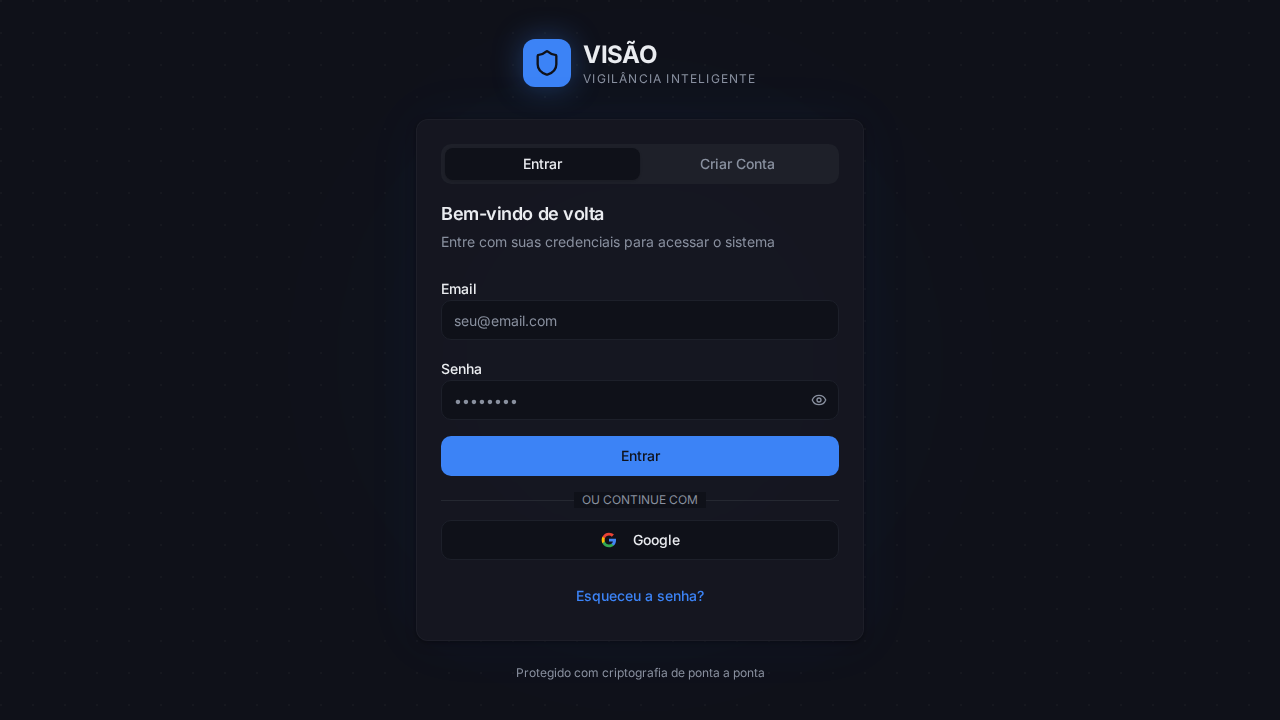 VISÃO
VIGILÂNCIA INTELIGENTE
Entrar
Criar Conta
Bem-vindo de volta
Entre com suas credenciais para acessar o sistema
Email
seu@email.com
Senha
••••••••
Entrar
OU CONTINUE COM
Google
Esqueceu a senha?
Protegido com criptografia de ponta a ponta